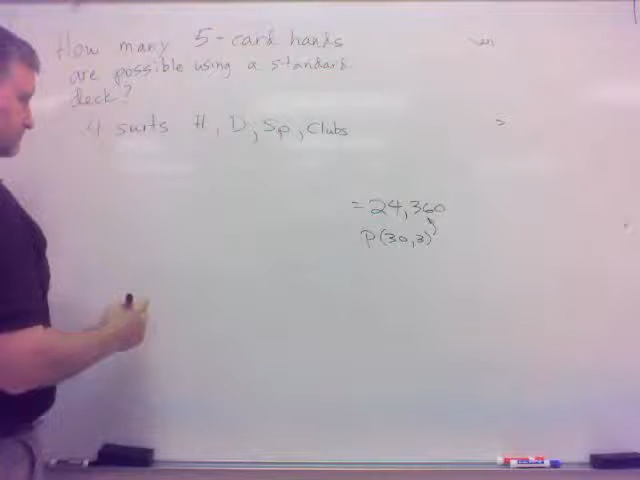 How many 5-card hands
are possible using a standard
deck?
4 suits H, D, Sp, Clubs
= 24,360
P(30,3)